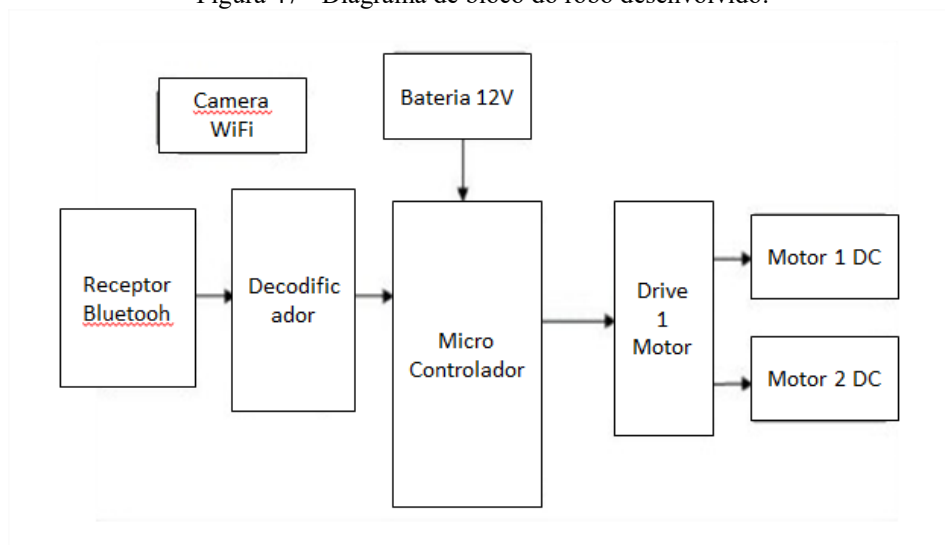 Camera
WiFi
Bateria 12V
Receptor
Bluetooh
Decodific
ador
Micro
Controlador
Drive
1
Motor
Motor 1 DC
Motor 2 DC